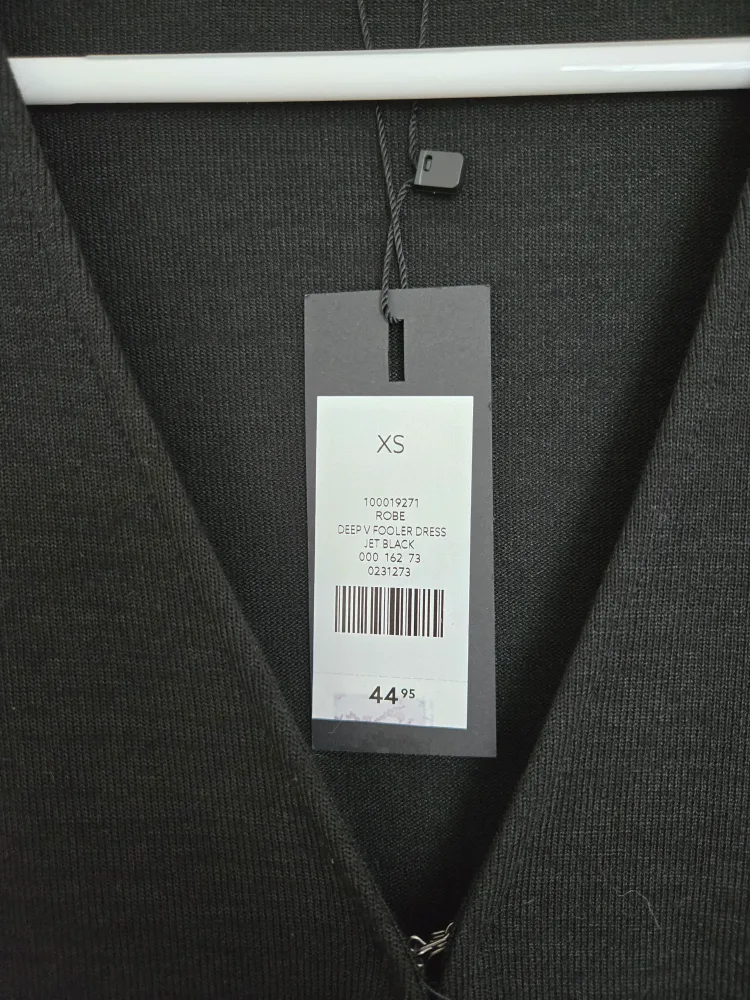 XS
100019271
ROBE
DEEP V FOOLER DRESS
JET BLACK
000 162 73
0231273
44 95